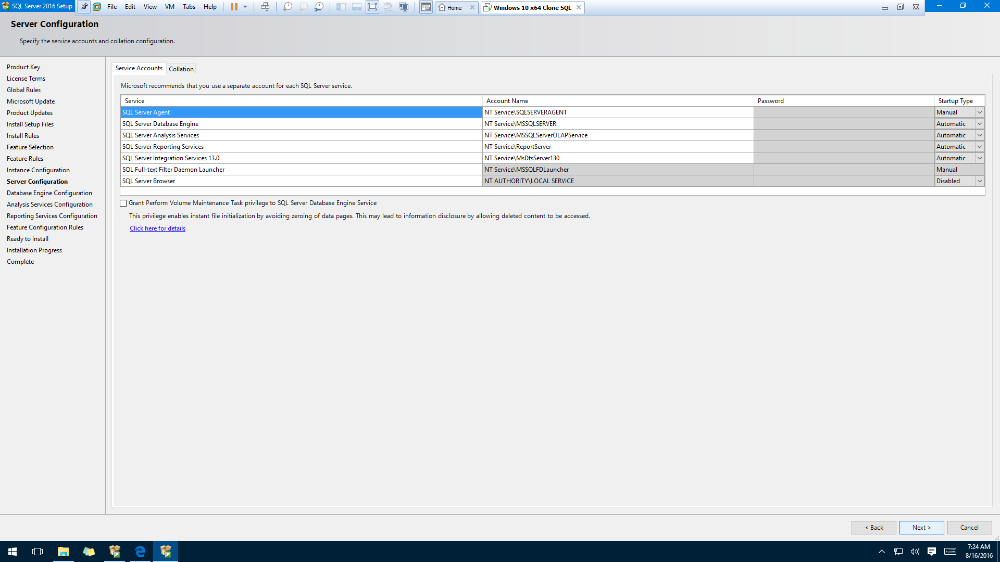 SQL Server 2016 Setup
File Edit View VM Tabs Help
Home
Windows 10 x64 Clone SQL
Server Configuration
Specify the service accounts and collation configuration.
Product Key
License Terms
Global Rules
Microsoft Update
Product Updates
Install Setup Files
Install Rules
Feature Selection
Feature Rules
Instance Configuration
Server Configuration
Database Engine Configuration
Analysis Services Configuration
Reporting Services Configuration
Feature Configuration Rules
Ready to Install
Installation Progress
Complete
Service Accounts Collation
Microsoft recommends that you use a separate account for each SQL Server service.
Service Account Name Password Startup Type
SQL Server Agent NT Service\SQLSERVERAGENT Manual
SQL Server Database Engine NT Service\MSSQLSERVER Automatic
SQL Server Analysis Services NT Service\MSSQLServerOLAPService Automatic
SQL Server Reporting Services NT Service\ReportServer Automatic
SQL Server Integration Services 13.0 NT Service\MsDtsServer130 Automatic
SQL Full-text Filter Daemon Launcher NT Service\MSSQLFDLauncher Manual
SQL Server Browser NT AUTHORITY\LOCAL SERVICE Disabled
Grant Perform Volume Maintenance Task privilege to SQL Server Database Engine Service
This privilege enables instant file initialization by avoiding zeroing of data pages. This may lead to information disclosure by allowing deleted content to be accessed.
Click here for details
< Back Next > Cancel
7:24 AM
8/16/2016